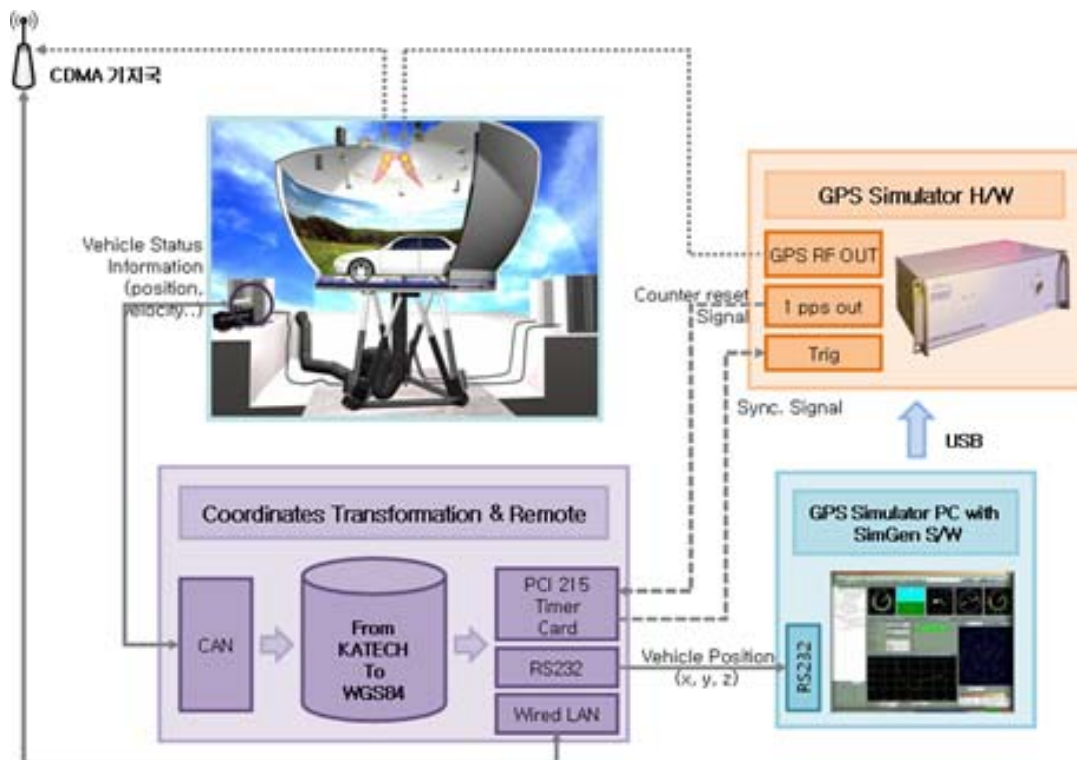 CDMA 기지국
Vehicle Status
Information
(position,
velocity..)
GPS Simulator H/W
GPS RF OUT
Counter reset
Signal
1 pps out
Trig
Sync. Signal
USB
Coordinates Transformation & Remote
CAN
From
KATECH
To
WGS84
PCI 215
Timer
Card
RS232
Wired LAN
Vehicle Position
(x, y, z)
GPS Simulator PC with
SimGen S/W
RS232